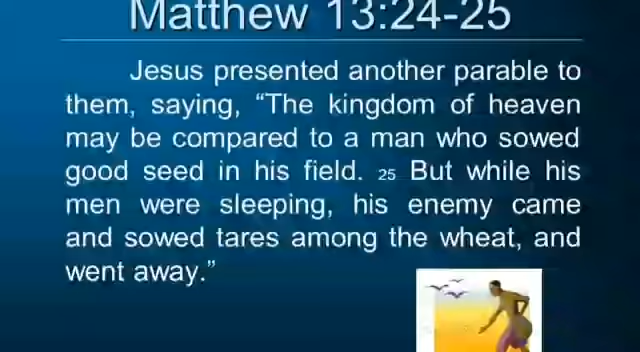 Matthew 13:24-25
Jesus presented another parable to
them, saying, “The kingdom of heaven
may be compared to a man who sowed
good seed in his field. 25 But while his
men were sleeping, his enemy came
and sowed tares among the wheat, and
went away.”